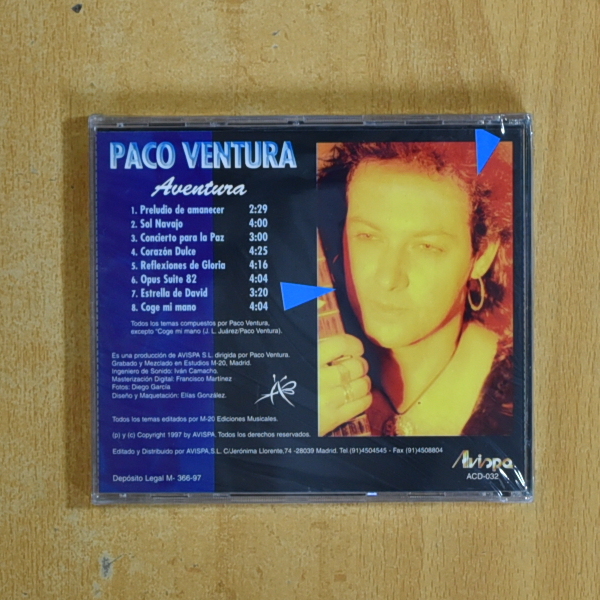 PACO VENTURA
Aventura
1. Preludio de amanecer 2:29
2. Sol Navajo 4:00
3. Concierto para la Paz 3:00
4. Corazón Dulce 4:25
5. Reflexiones de Gloria 4:16
6. Opus Suite 82 4:04
7. Estrella de David 3:20
8. Coge mi mano 4:04
Todos los temas compuestos por Paco Ventura,
excepto "Coge mi mano (J. L. Juárez/Paco Ventura).
Es una producción de AVISPA S.L. dirigida por Paco Ventura.
Grabado y Mezclado en Estudios M-20, Madrid.
Ingeniero de Sonido: Iván Camacho.
Masterización Digital: Francisco Martínez
Fotos: Diego García
Diseño y Maquetación: Elías González.
Todos los temas editados por M-20 Ediciones Musicales.
(p) y (c) Copyright 1997 by AVISPA. Todos los derechos reservados.
Editado y Distribuido por AVISPA,S.L. C/Jerónima Llorente,74 -28039 Madrid. Tel (91)4504545 - Fax (91)4508804
Avispa
Depósito Legal M- 366-97
ACD-032